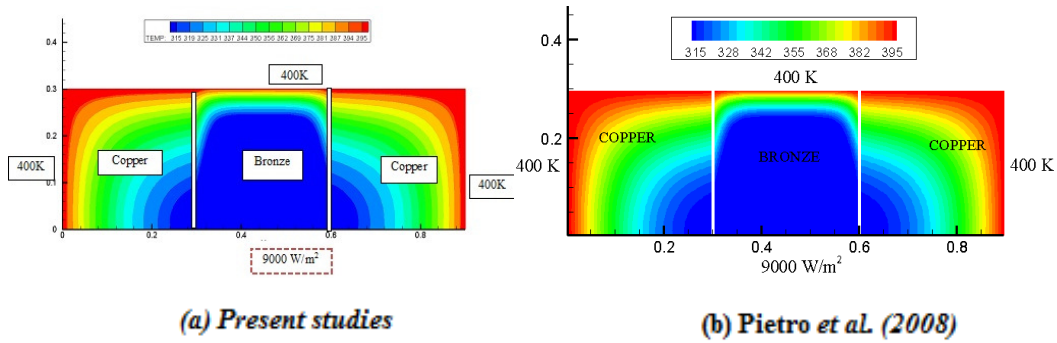 TEMP: 315 319 325 331 337 344 350 356 362 369 375 381 387 394 395
0.4
400K
0.3
0.2
Copper
Bronze
Copper
400K
400K
0.1
0
0 0.2 0.4 0.6 0.8
9000 W/m²
(a) Present studies
0.4
315 328 342 355 368 382 395
400 K
0.2
COPPER
BRONZE
COPPER
400 K
400 K
0.2 0.4 0.6 0.8
9000 W/m²
(b) Pietro et al. (2008)